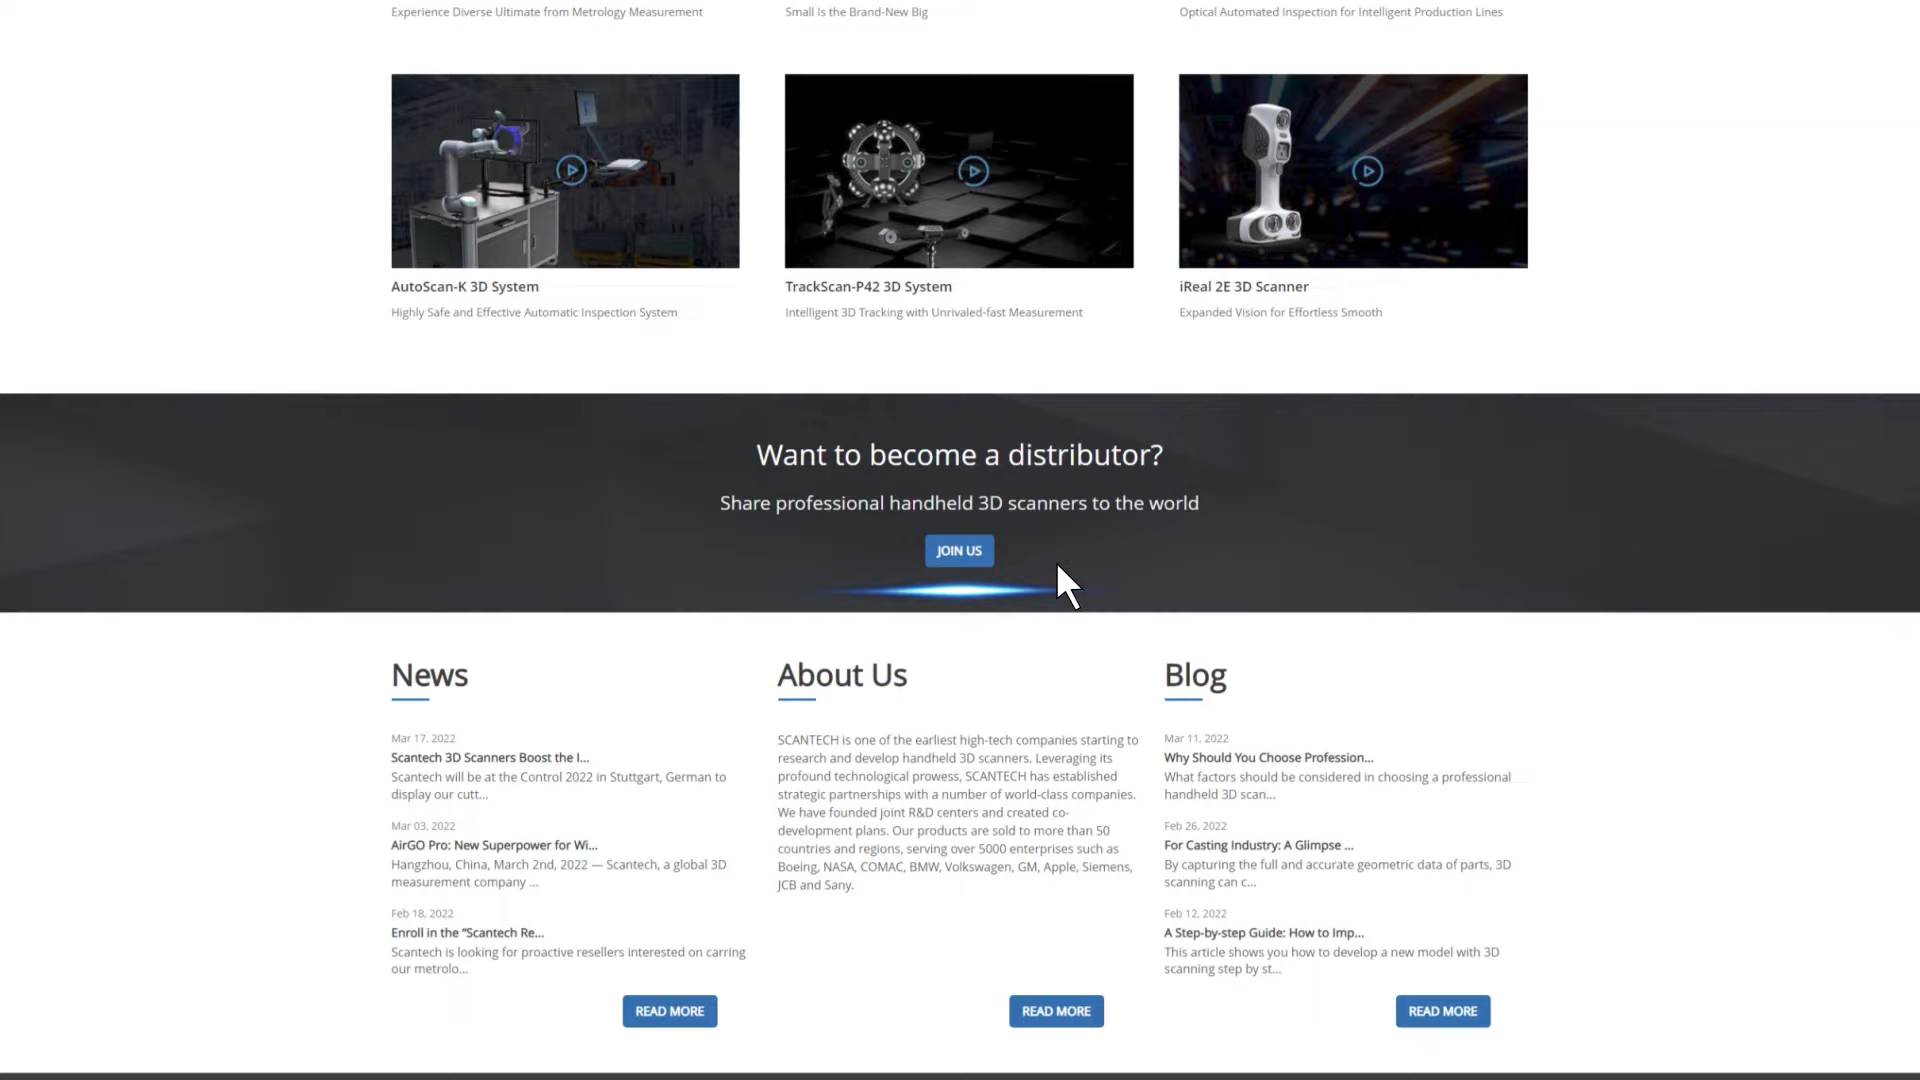 Experience Diverse Ultimate from Metrology Measurement
Small Is the Brand-New Big
Optical Automated Inspection for Intelligent Production Lines
AutoScan-K 3D System
Highly Safe and Effective Automatic Inspection System
TrackScan-P42 3D System
Intelligent 3D Tracking with Unrivaled-fast Measurement
iReal 2E 3D Scanner
Expanded Vision for Effortless Smooth
Want to become a distributor?
Share professional handheld 3D scanners to the world
JOIN US
News
Mar 17, 2022
Scantech 3D Scanners Boost the I...
Scantech will be at the Control 2022 in Stuttgart, German to
display our cutt...
Mar 03, 2022
AirGO Pro: New Superpower for Wi...
Hangzhou, China, March 2nd, 2022 — Scantech, a global 3D
measurement company ...
Feb 18, 2022
Enroll in the “Scantech Re...
Scantech is looking for proactive resellers interested on carring
our metrolo...
READ MORE
About Us
SCANTECH is one of the earliest high-tech companies starting to
research and develop handheld 3D scanners. Leveraging its
profound technological prowess, SCANTECH has established
strategic partnerships with a number of world-class companies.
We have founded joint R&D centers and created co-
development plans. Our products are sold to more than 50
countries and regions, serving over 5000 enterprises such as
Boeing, NASA, COMAC, BMW, Volkswagen, GM, Apple, Siemens,
JCB and Sany.
READ MORE
Blog
Mar 11, 2022
Why Should You Choose Profession...
What factors should be considered in choosing a professional
handheld 3D scan...
Feb 26, 2022
For Casting Industry: A Glimpse ...
By capturing the full and accurate geometric data of parts, 3D
scanning can c...
Feb 12, 2022
A Step-by-step Guide: How to Imp...
This article shows you how to develop a new model with 3D
scanning step by st...
READ MORE